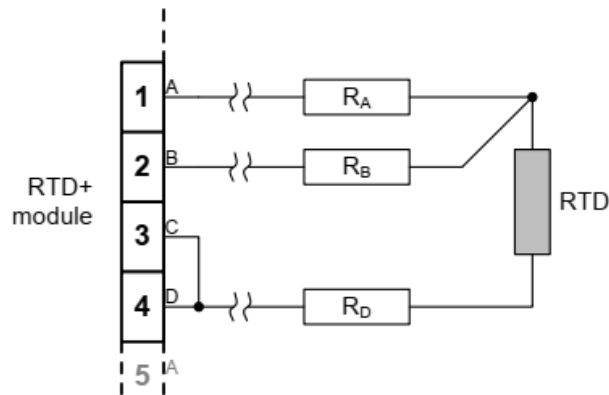 1 A R_A
2 B R_B
RTD+
module
RTD
3 C
4 D R_D
5 A